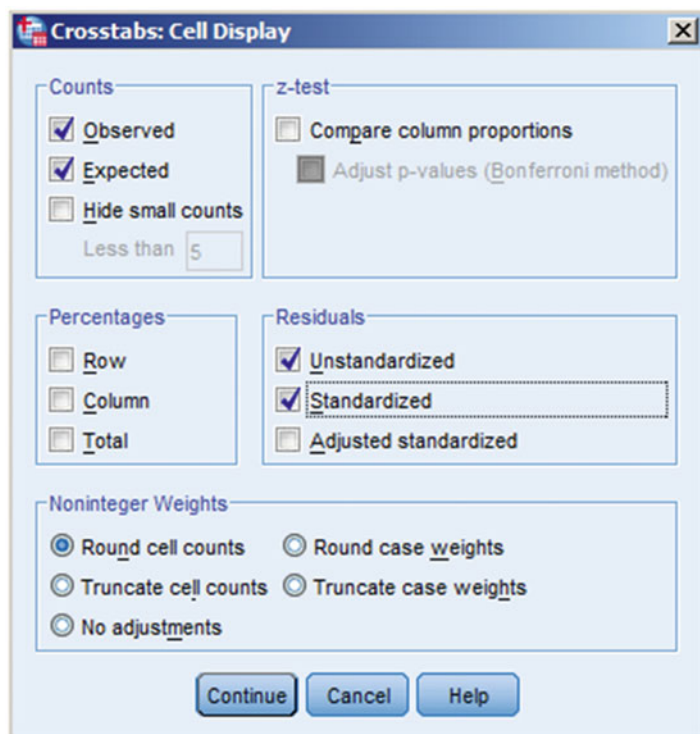 Crosstabs: Cell Display
Counts
Observed
Expected
Hide small counts
Less than 5
z-test
Compare column proportions
Adjust p-values (Bonferroni method)
Percentages
Row
Column
Total
Residuals
Unstandardized
Standardized
Adjusted standardized
Noninteger Weights
Round cell counts
Round case weights
Truncate cell counts
Truncate case weights
No adjustments
Continue
Cancel
Help